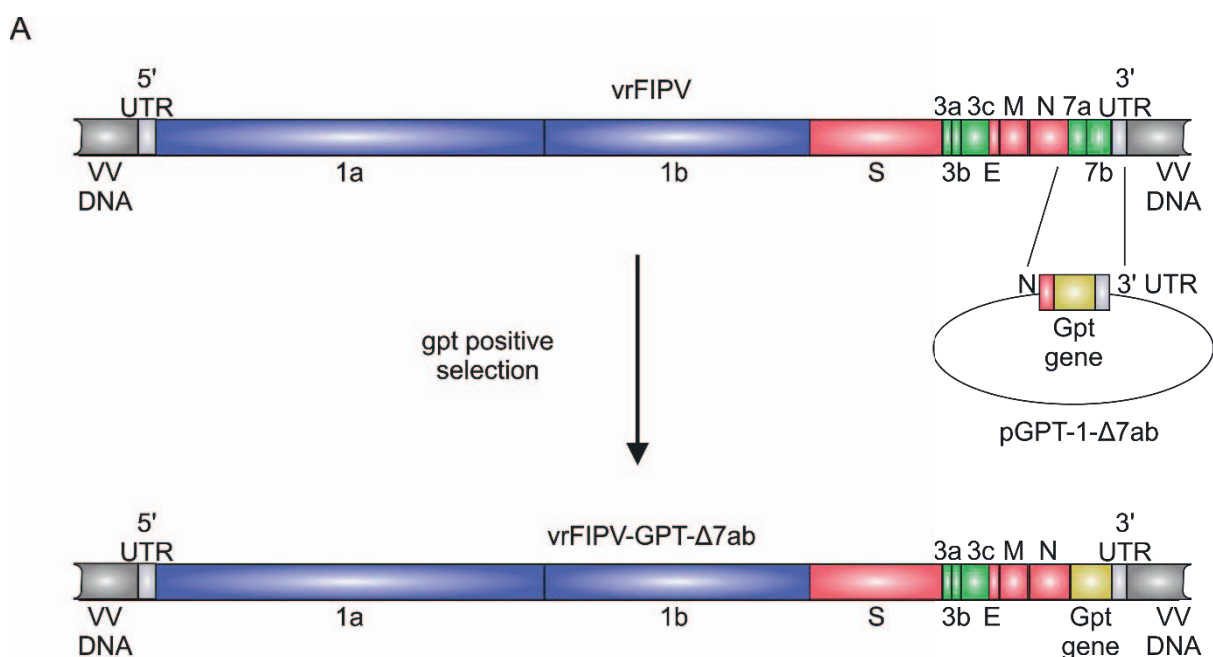 A
5'
UTR
vrFIPV
3a 3c M N 7a
3'
UTR
VV
DNA
1a
1b
S
3b E
7b
VV
DNA
N
3' UTR
Gpt
gene
gpt positive
selection
pGPT-1-Δ7ab
5'
UTR
vrFIPV-GPT-Δ7ab
3a 3c M N
3'
UTR
VV
DNA
1a
1b
S
3b E
Gpt
gene
VV
DNA